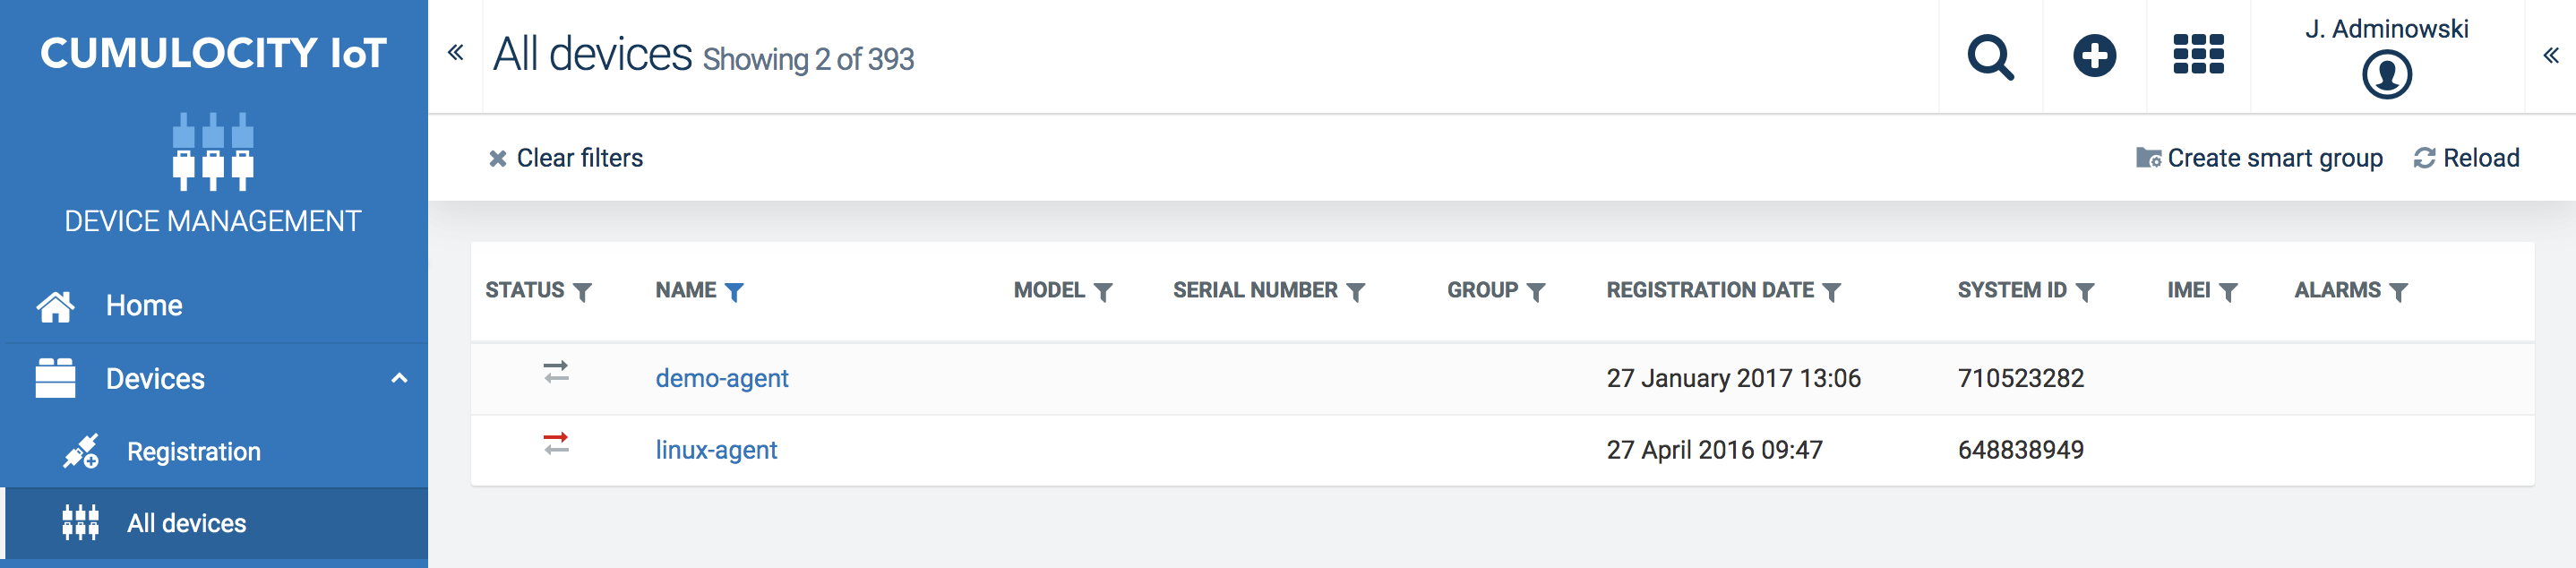 CUMULOCITY IoT
DEVICE MANAGEMENT
Home
Devices
Registration
All devices
All devices Showing 2 of 393
J. Adminowski
Clear filters
Create smart group
Reload
STATUS NAME MODEL SERIAL NUMBER GROUP REGISTRATION DATE SYSTEM ID IMEI ALARMS
demo-agent 27 January 2017 13:06 710523282
linux-agent 27 April 2016 09:47 648838949